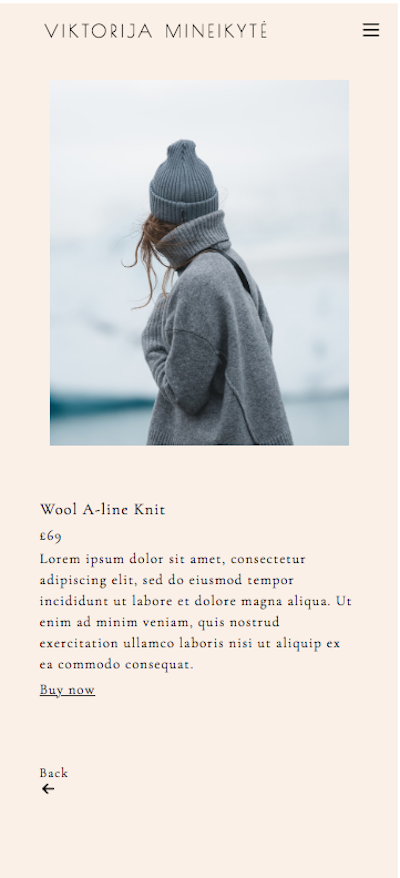 VIKTORIJA MINEIKYTĖ
Wool A-line Knit
£69
Lorem ipsum dolor sit amet, consectetur
adipiscing elit, sed do eiusmod tempor
incididunt ut labore et dolore magna aliqua. Ut
enim ad minim veniam, quis nostrud
exercitation ullamco laboris nisi ut aliquip ex
ea commodo consequat.
Buy now
Back